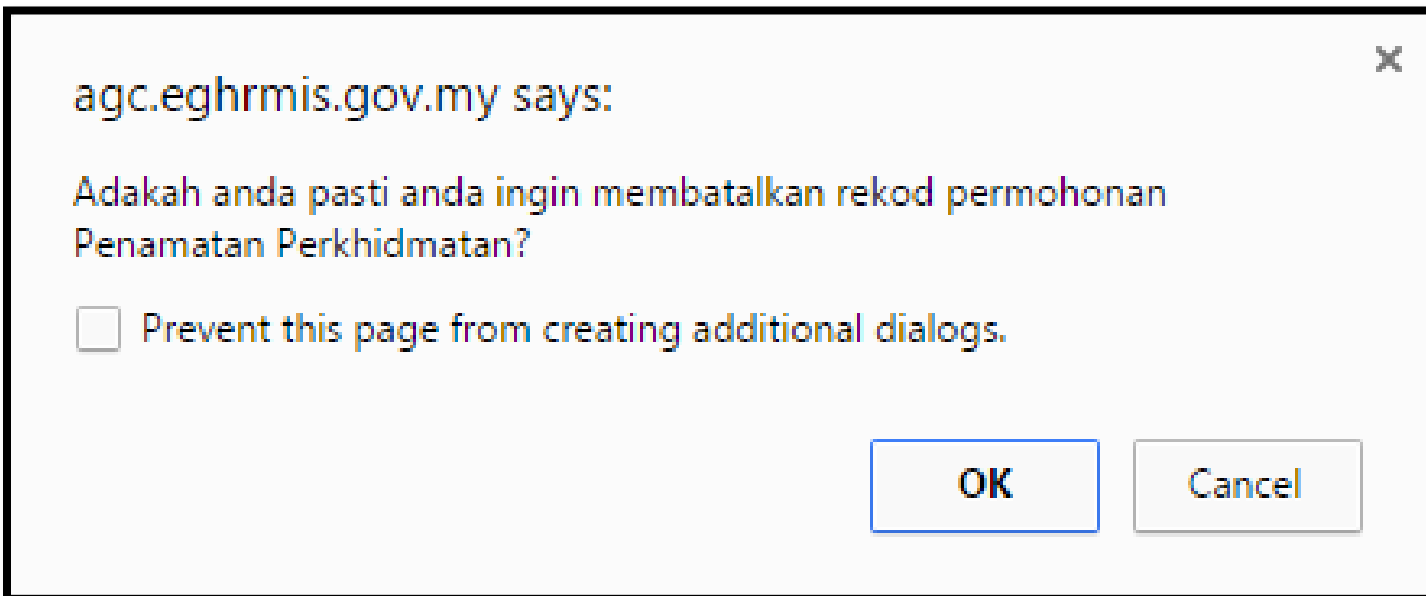 agc.eghrmis.gov.my says:
Adakah anda pasti anda ingin membatalkan rekod permohonan
Penamatan Perkhidmatan?
Prevent this page from creating additional dialogs.
OK
Cancel